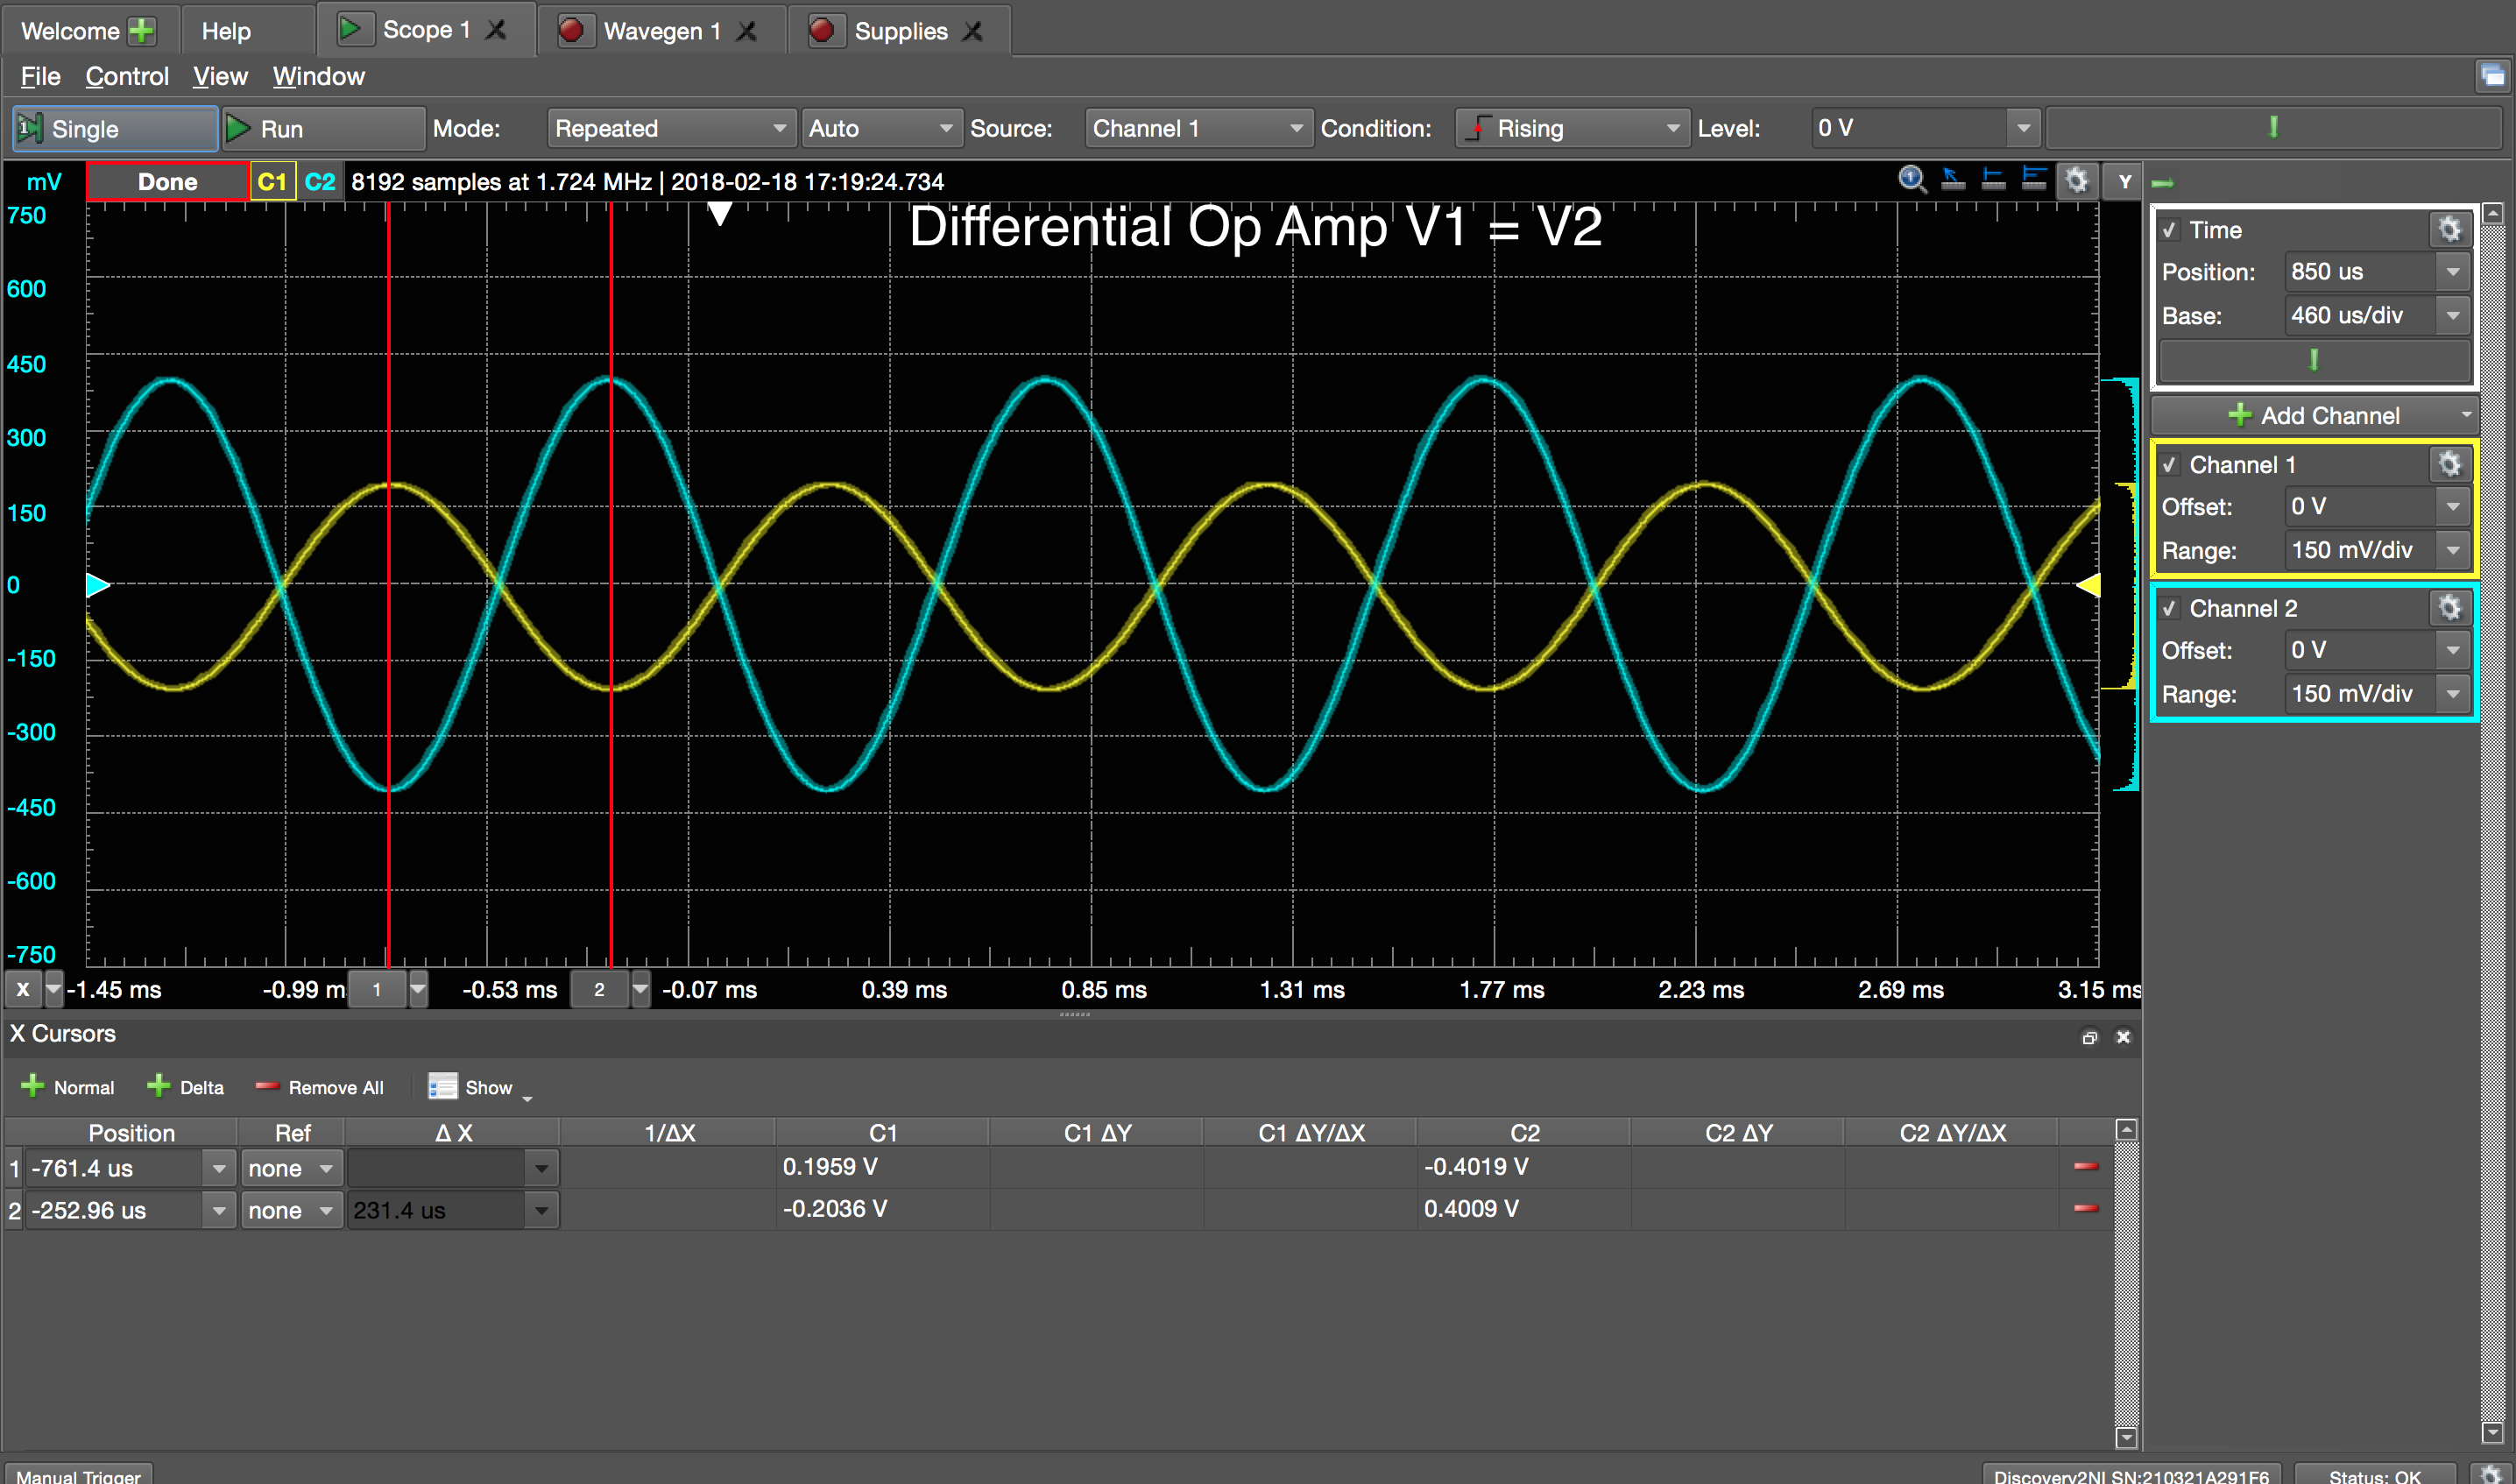 Welcome Help Scope 1 Wavegen 1 Supplies
File Control View Window
1 Single Run Mode: Repeated Auto Source: Channel 1 Condition: Rising Level: 0 V
mV Done C1 C2 8192 samples at 1.724 MHz | 2018-02-18 17:19:24.734 1 Y
Differential Op Amp V1 = V2
750
600
450
300
150
0
-150
-300
-450
-600
-750
X -1.45 ms -0.99 m 1 -0.53 ms 2 -0.07 ms 0.39 ms 0.85 ms 1.31 ms 1.77 ms 2.23 ms 2.69 ms 3.15 ms
Time
Position: 850 us
Base: 460 us/div
Add Channel
Channel 1
Offset: 0 V
Range: 150 mV/div
Channel 2
Offset: 0 V
Range: 150 mV/div
X Cursors
Normal Delta Remove All Show
Position Ref Δ X 1/ΔX C1 C1 ΔY C1 ΔY/ΔX C2 C2 ΔY C2 ΔY/ΔX
1 -761.4 us none 0.1959 V -0.4019 V
2 -252.96 us none 231.4 us -0.2036 V 0.4009 V
Manual Trigger Discovery2NI SN:210321A291F6 Status: OK